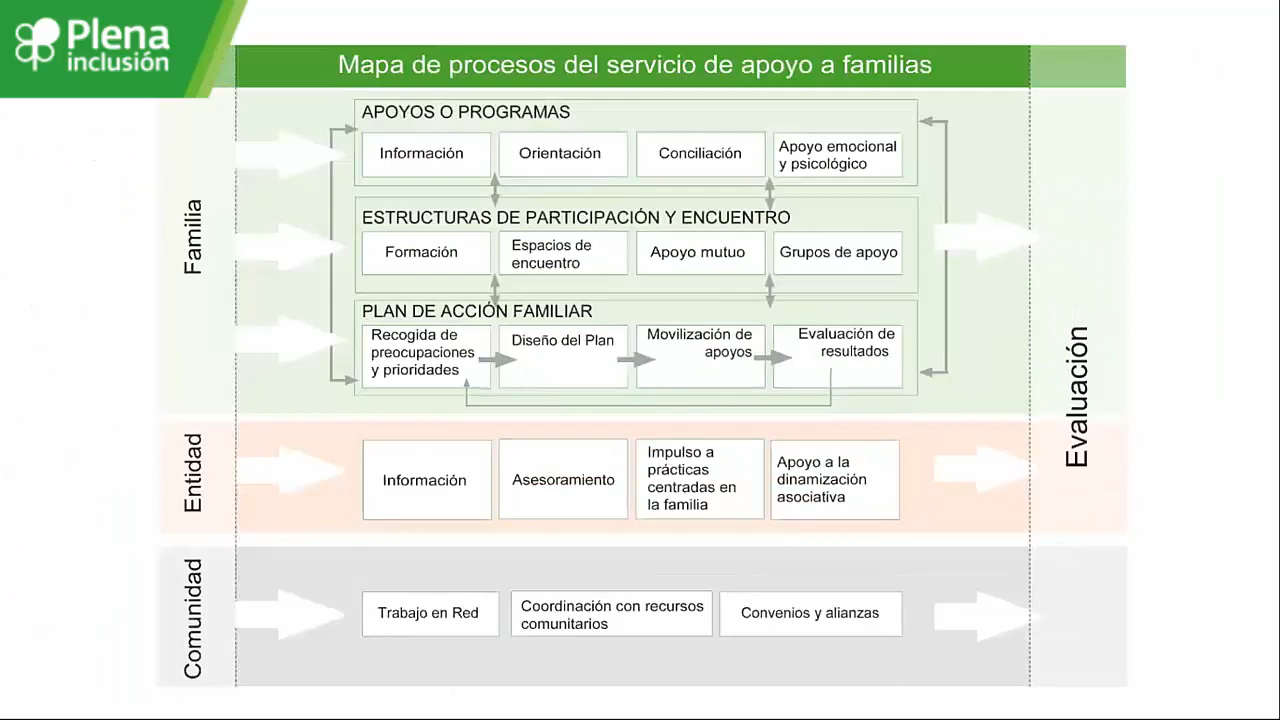 Plena
inclusión
Mapa de procesos del servicio de apoyo a familias
Familia
APOYOS O PROGRAMAS
Información
Orientación
Conciliación
Apoyo emocional
y psicológico
ESTRUCTURAS DE PARTICIPACIÓN Y ENCUENTRO
Formación
Espacios de
encuentro
Apoyo mutuo
Grupos de apoyo
PLAN DE ACCIÓN FAMILIAR
Recogida de
preocupaciones
y prioridades
Diseño del Plan
Movilización de
apoyos
Evaluación de
resultados
Entidad
Información
Asesoramiento
Impulso a
prácticas
centradas en
la familia
Apoyo a la
dinamización
asociativa
Comunidad
Trabajo en Red
Coordinación con recursos
comunitarios
Convenios y alianzas
Evaluación